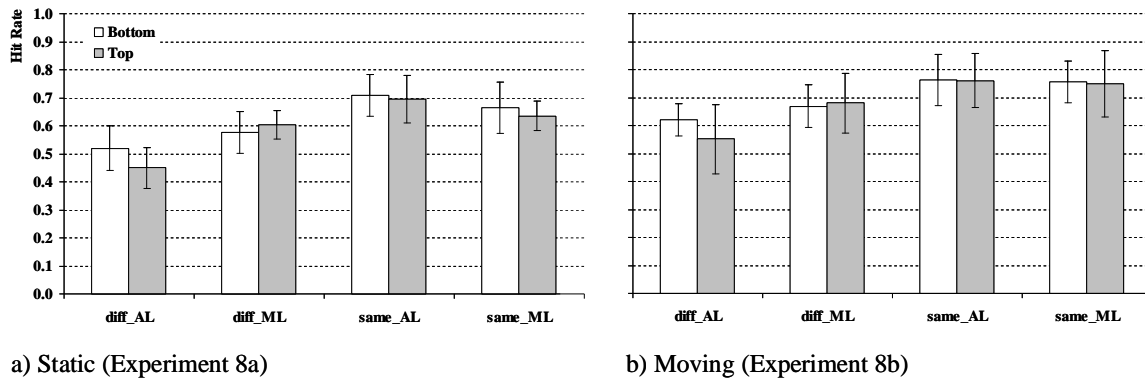 Hit Rate
1.0
0.9
0.8
0.7
0.6
0.5
0.4
0.3
0.2
0.1
0.0
Bottom
Top
diff_AL diff_ML same_AL same_ML
diff_AL diff_ML same_AL same_ML
a) Static (Experiment 8a)
b) Moving (Experiment 8b)